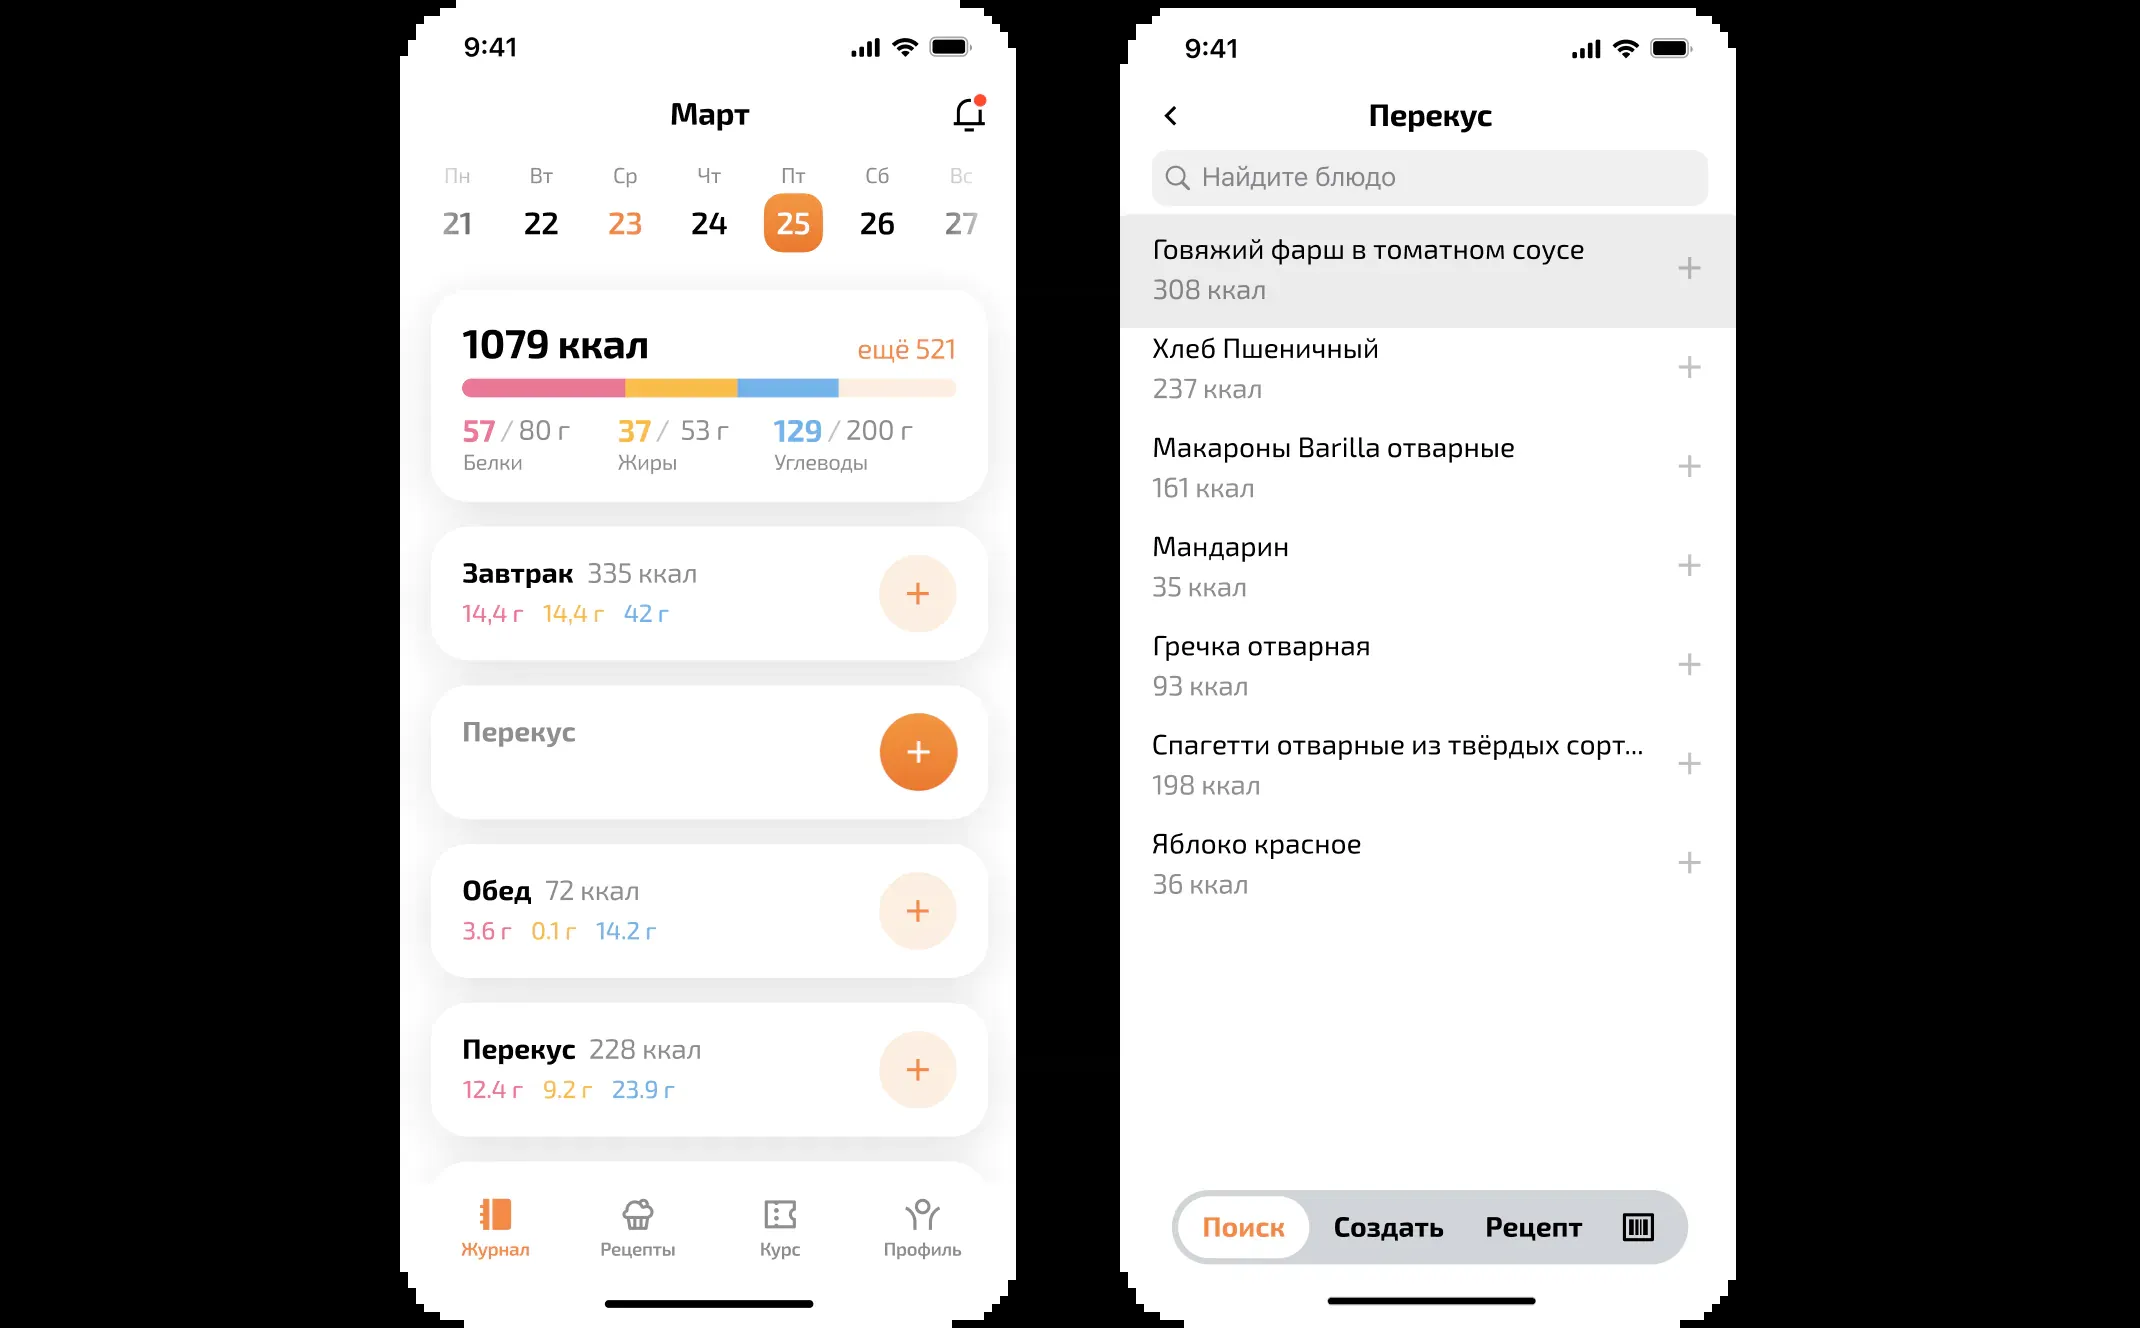 9:41
Март
Пн Вт Ср Чт Пт Сб Вс
21 22 23 24 25 26 27
1079 ккал ещё 521
57 / 80 г 37 / 53 г 129 / 200 г
Белки Жиры Углеводы
Завтрак 335 ккал
14,4 г 14,4 г 42 г
Перекус
Обед 72 ккал
3.6 г 0.1 г 14.2 г
Перекус 228 ккал
12.4 г 9.2 г 23.9 г
Журнал Рецепты Курс Профиль
9:41
Перекус
Найдите блюдо
Говяжий фарш в томатном соусе
308 ккал
Хлеб Пшеничный
237 ккал
Макароны Barilla отварные
161 ккал
Мандарин
35 ккал
Гречка отварная
93 ккал
Спагетти отварные из твёрдых сорт...
198 ккал
Яблоко красное
36 ккал
Поиск Создать Рецепт